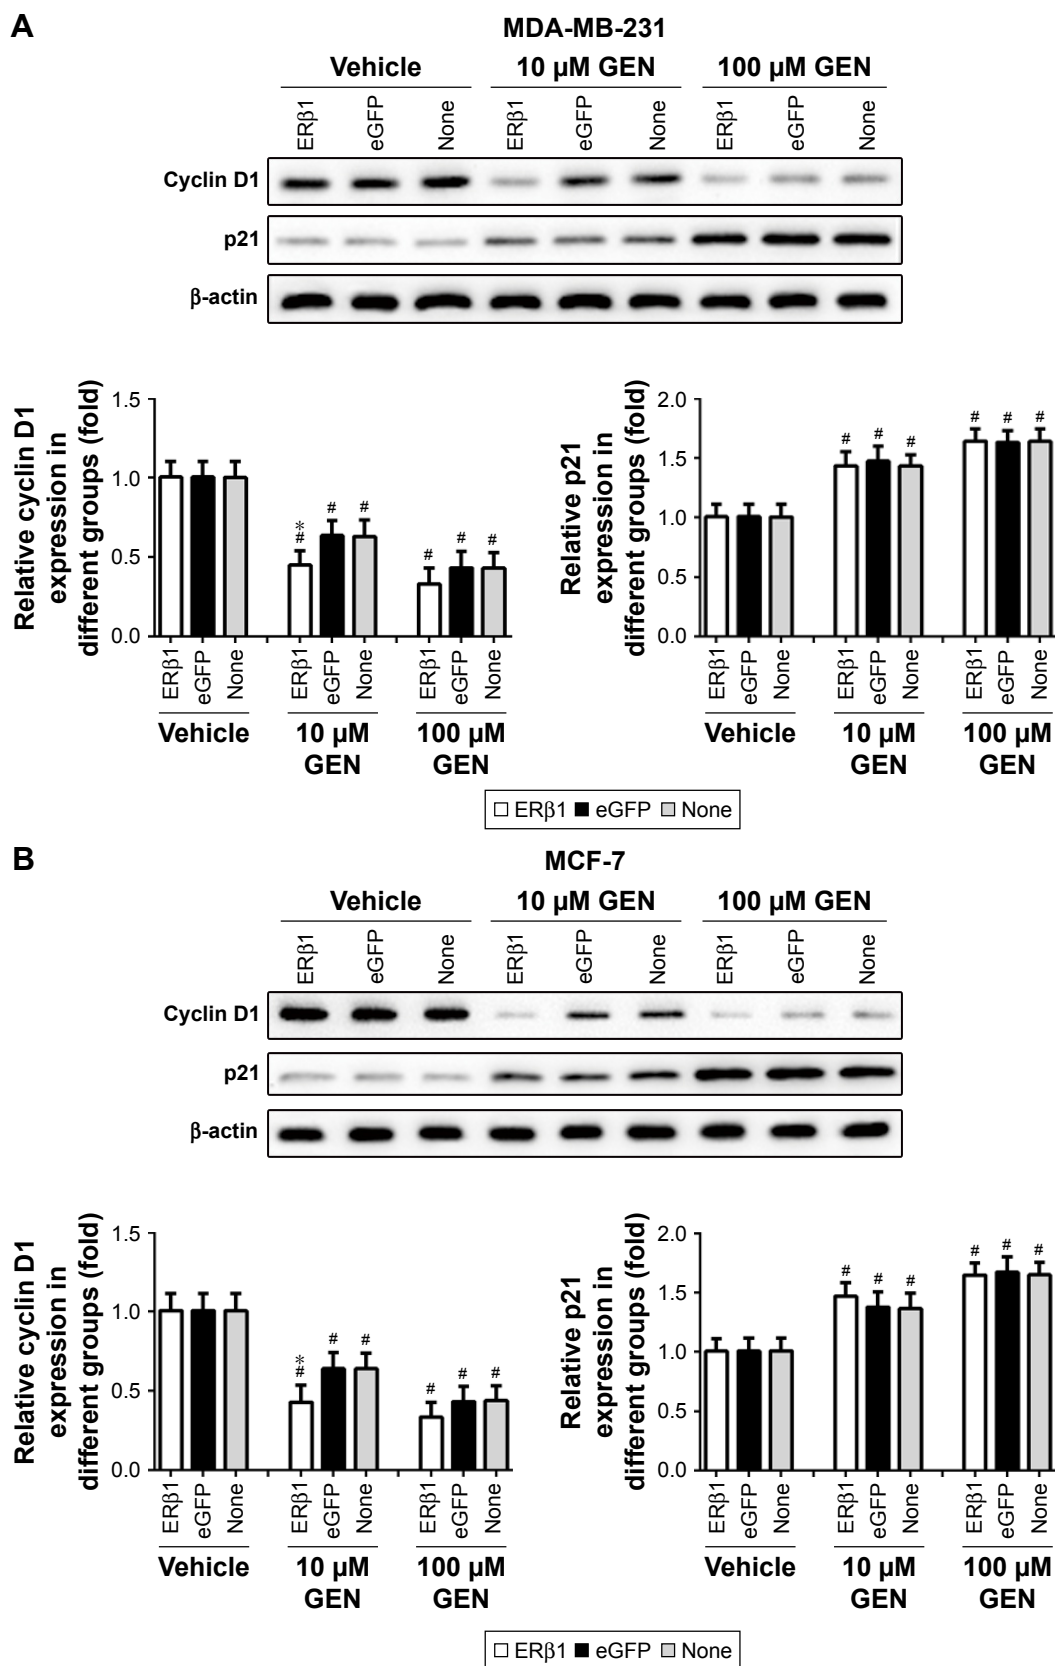 A
MDA-MB-231
Vehicle 10 µM GEN 100 µM GEN
ERβ1 eGFP None ERβ1 eGFP None ERβ1 eGFP None
Cyclin D1
p21
β-actin
Relative cyclin D1
expression in
different groups (fold)
1.5
1.0
0.5
0.0
*
#
#
#
#
#
#
ERβ1 eGFP None ERβ1 eGFP None ERβ1 eGFP None
Vehicle 10 µM GEN 100 µM GEN
Relative p21
expression in
different groups (fold)
2.0
1.5
1.0
0.5
0.0
# # # # # #
ERβ1 eGFP None ERβ1 eGFP None ERβ1 eGFP None
Vehicle 10 µM GEN 100 µM GEN
ERβ1 eGFP None
B
MCF-7
Vehicle 10 µM GEN 100 µM GEN
ERβ1 eGFP None ERβ1 eGFP None ERβ1 eGFP None
Cyclin D1
p21
β-actin
Relative cyclin D1
expression in
different groups (fold)
1.5
1.0
0.5
0.0
*
#
#
#
#
#
#
ERβ1 eGFP None ERβ1 eGFP None ERβ1 eGFP None
Vehicle 10 µM GEN 100 µM GEN
Relative p21
expression in
different groups (fold)
2.0
1.5
1.0
0.5
0.0
# # # # # #
ERβ1 eGFP None ERβ1 eGFP None ERβ1 eGFP None
Vehicle 10 µM GEN 100 µM GEN
ERβ1 eGFP None